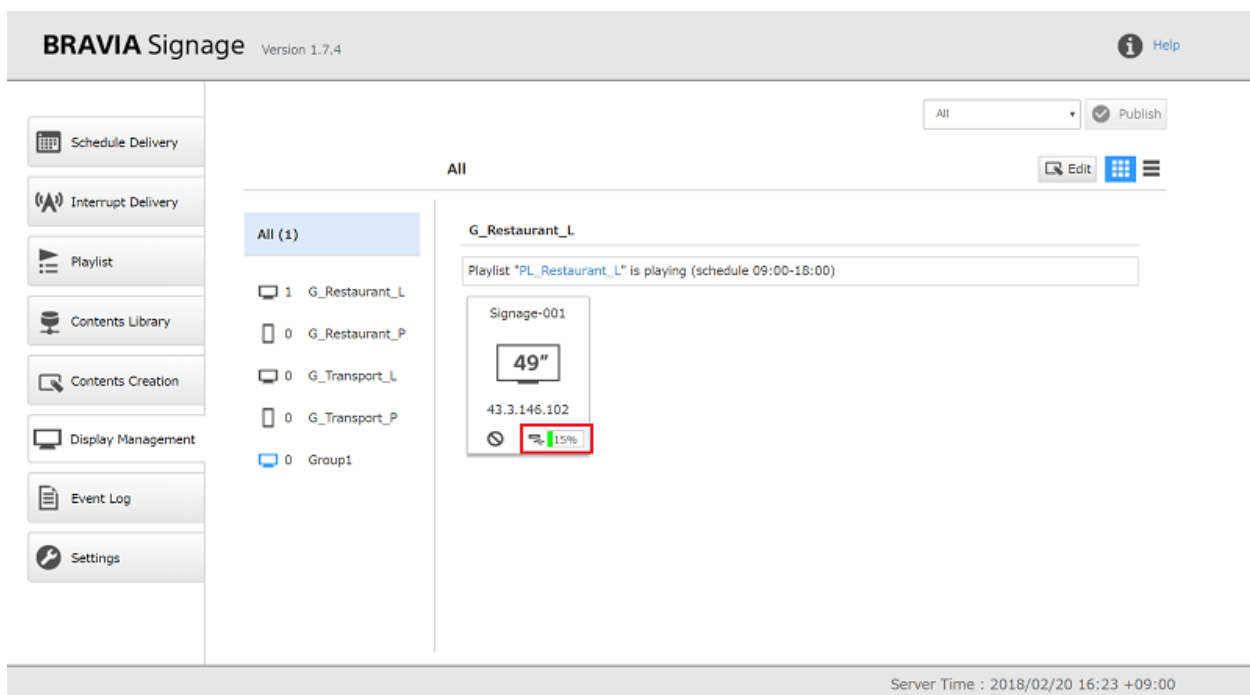 BRAVIA Signage Version 1.7.4
Help
All
Publish
All
Edit
Schedule Delivery
Interrupt Delivery
Playlist
Contents Library
Contents Creation
Display Management
Event Log
Settings
All (1)
1 G_Restaurant_L
0 G_Restaurant_P
0 G_Transport_L
0 G_Transport_P
0 Group1
G_Restaurant_L
Playlist "PL_Restaurant_L" is playing (schedule 09:00-18:00)
Signage-001
49"
43.3.146.102
15%
Server Time : 2018/02/20 16:23 +09:00